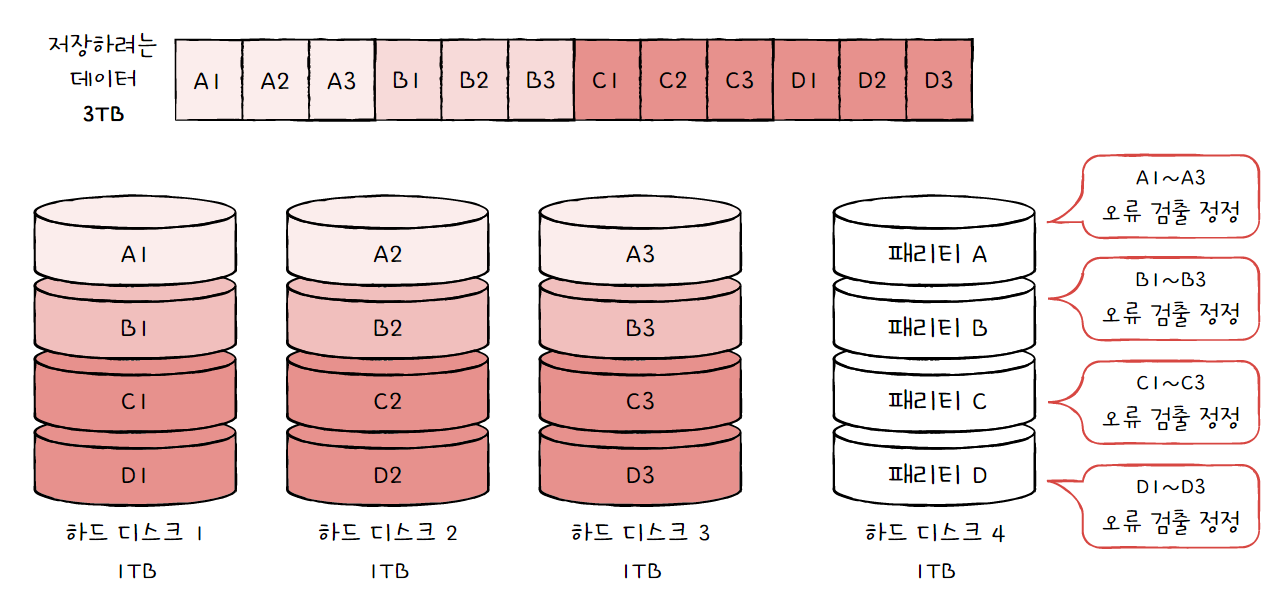 저장하려는
데이터
3TB
A1 A2 A3 B1 B2 B3 C1 C2 C3 D1 D2 D3
A1~A3
오류 검출 정정
A1 A2 A3 패리티 A
B1~B3
오류 검출 정정
B1 B2 B3 패리티 B
C1~C3
오류 검출 정정
C1 C2 C3 패리티 C
D1~D3
오류 검출 정정
D1 D2 D3 패리티 D
하드 디스크 1 하드 디스크 2 하드 디스크 3 하드 디스크 4
1TB 1TB 1TB 1TB